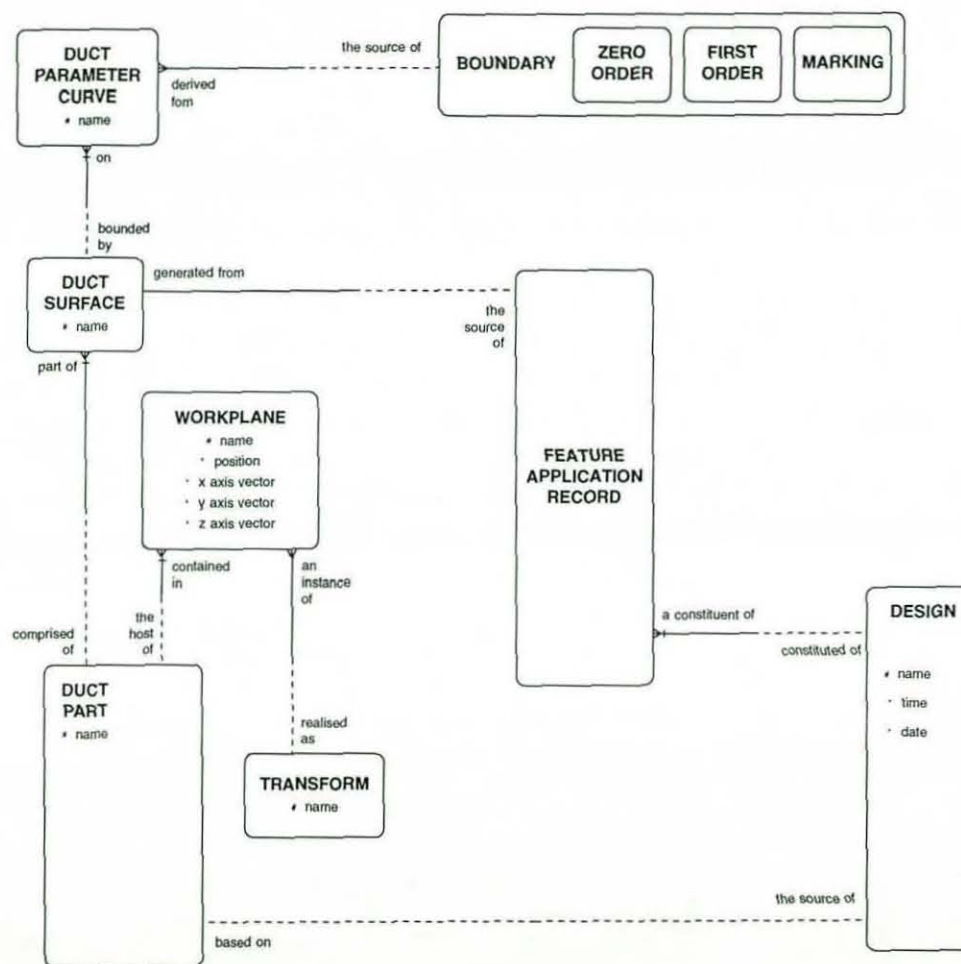 DUCT
PARAMETER
CURVE
# name
derived
fom
the source of
BOUNDARY
ZERO
ORDER
FIRST
ORDER
MARKING
on
bounded
by
DUCT
SURFACE
# name
generated from
the
source
of
part of
WORKPLANE
# name
· position
· x axis vector
· y axis vector
· z axis vector
FEATURE
APPLICATION
RECORD
contained
in
an
instance
of
comprised
of
the
host
of
a constituent of
constituted of
DESIGN
# name
· time
· date
DUCT
PART
# name
realised
as
TRANSFORM
# name
the source of
based on